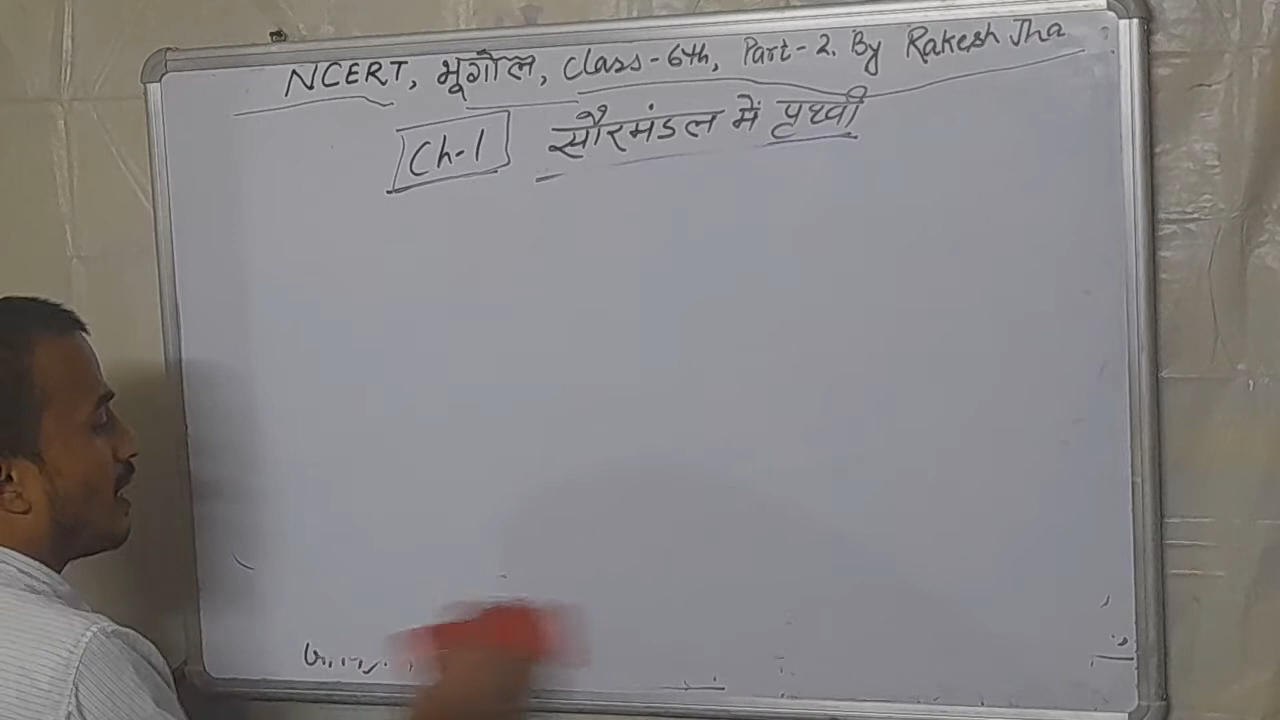 NCERT, भूगोल, Class-6th, Part-2. By Rakesh Jha
Ch-1 सौरमंडल में पृथ्वी